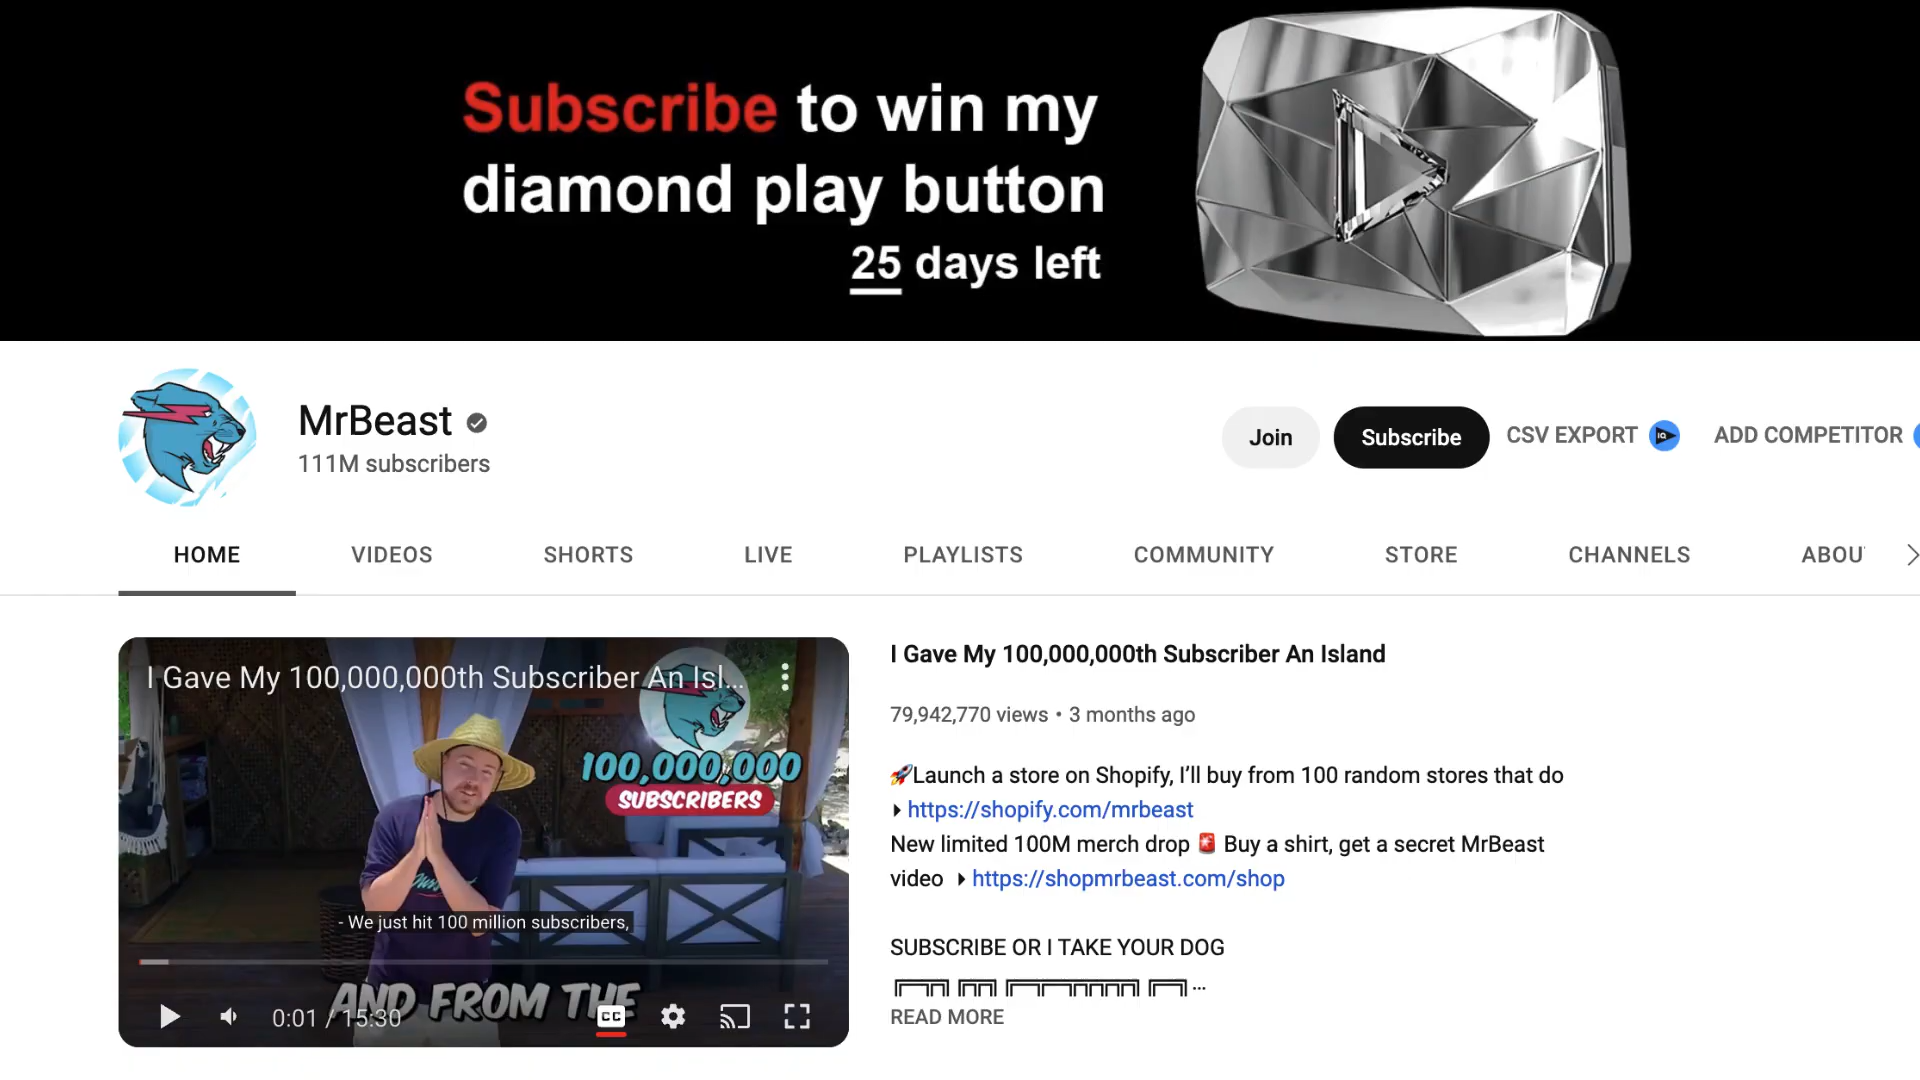 Subscribe to win my
diamond play button
25 days left
MrBeast
111M subscribers
Join
Subscribe
CSV EXPORT
IQ
ADD COMPETITOR
HOME
VIDEOS
SHORTS
LIVE
PLAYLISTS
COMMUNITY
STORE
CHANNELS
ABOU
I Gave My 100,000,000th Subscriber An Isl...
100,000,000
SUBSCRIBERS
- We just hit 100 million subscribers,
AND FROM THE
0:01 / 15:30
CC
I Gave My 100,000,000th Subscriber An Island
79,942,770 views • 3 months ago
🚀Launch a store on Shopify, I’ll buy from 100 random stores that do
‣ https://shopify.com/mrbeast
New limited 100M merch drop 🚨 Buy a shirt, get a secret MrBeast
video ‣ https://shopmrbeast.com/shop
SUBSCRIBE OR I TAKE YOUR DOG
╔═╦╗╔╦╗╔═╦═╦╦╦╦╗╔═╗...
READ MORE